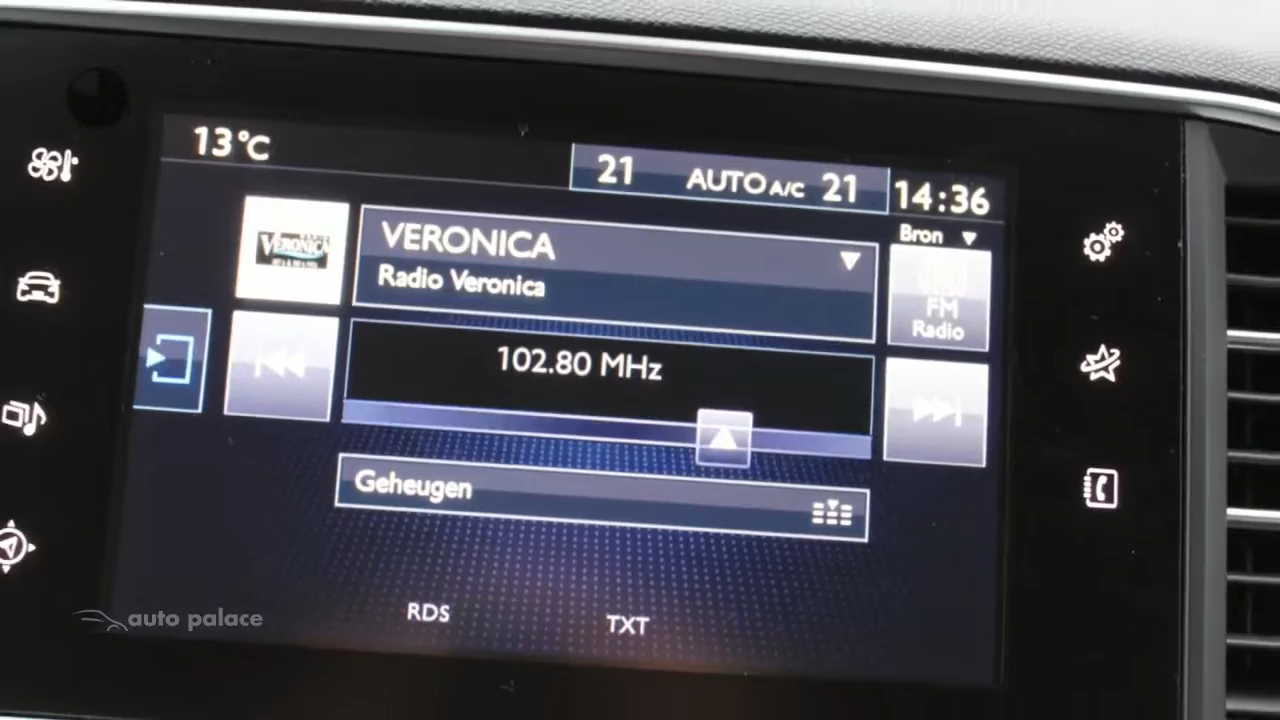 13°C
21 AUTO A/C 21
14:36
Bron
VERONICA
VERONICA
Radio Veronica
FM
Radio
102.80 MHz
Geheugen
RDS
TXT
auto palace